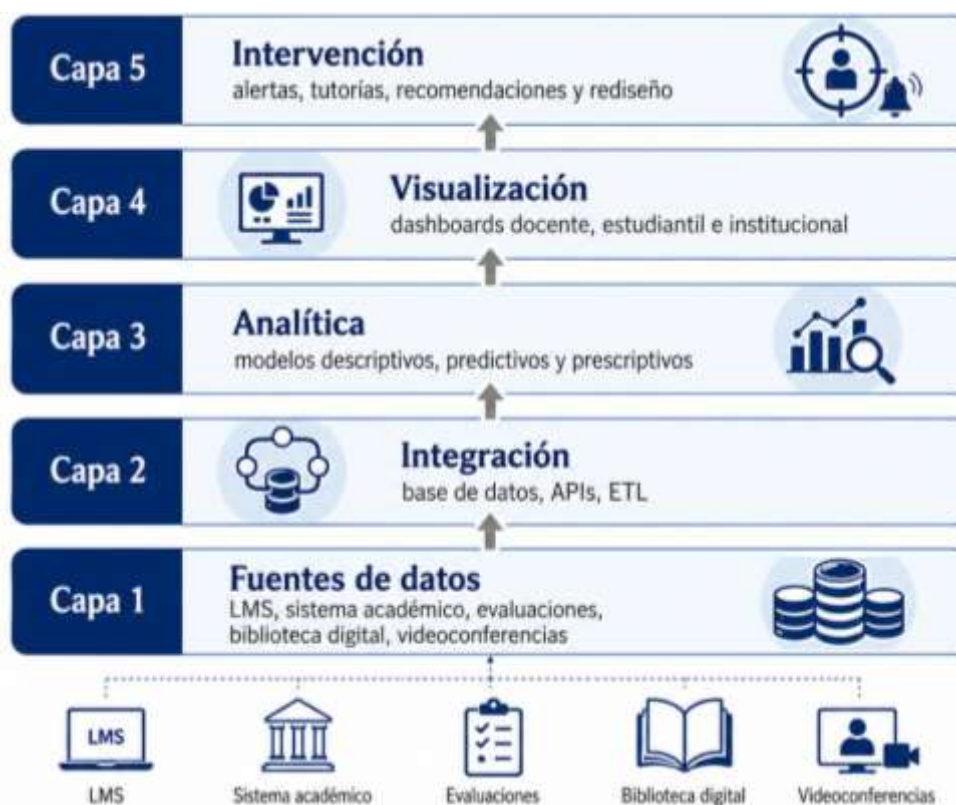 Capa 5
Intervención
alertas, tutorías, recomendaciones y rediseño
Capa 4
Visualización
dashboards docente, estudiantil e institucional
Capa 3
Analítica
modelos descriptivos, predictivos y prescriptivos
Capa 2
Integración
base de datos, APIs, ETL
Capa 1
Fuentes de datos
LMS, sistema académico, evaluaciones,
biblioteca digital, videoconferencias
LMS
LMS
Sistema académico
Evaluaciones
Biblioteca digital
Videoconferencias